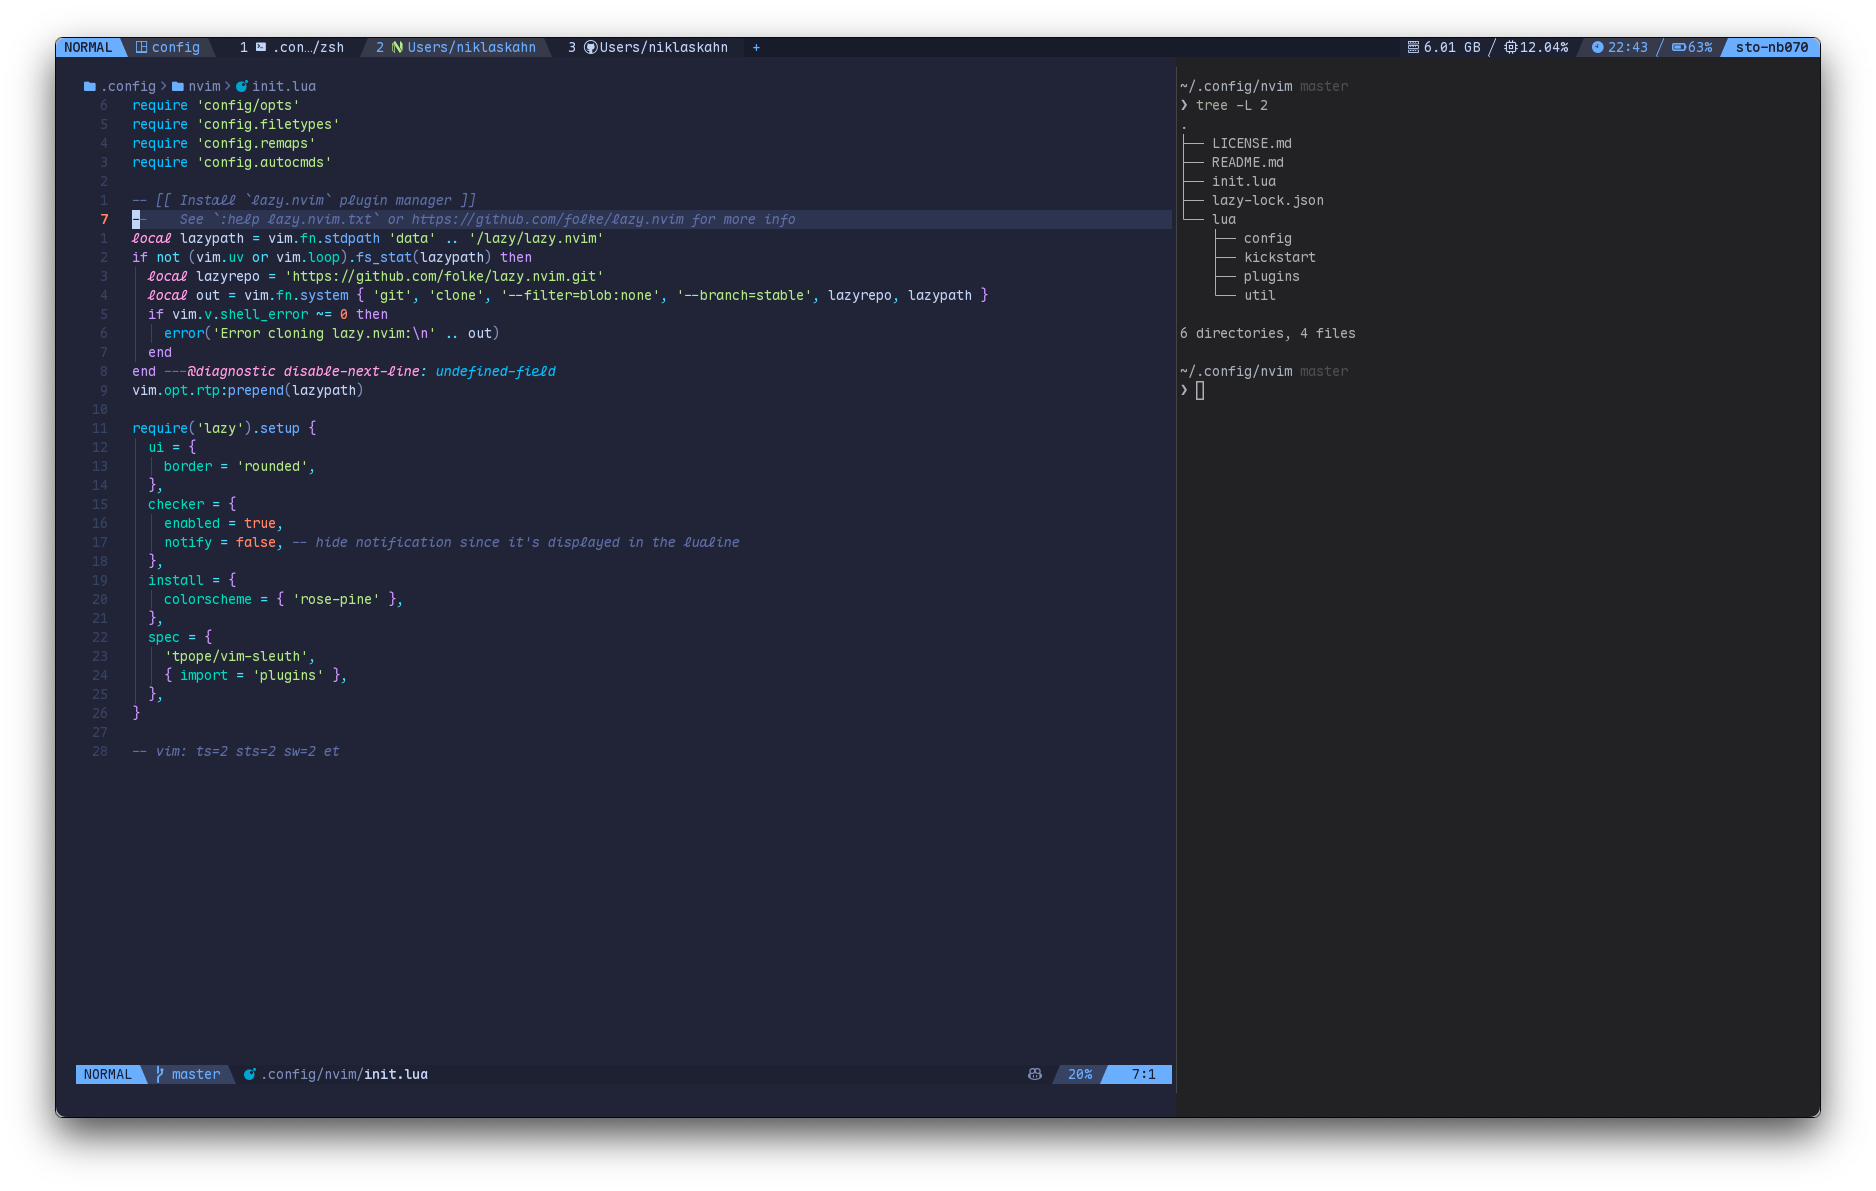 NORMAL config 1 .con…/zsh 2 Users/niklaskahn 3 Users/niklaskahn + 6.01 GB 12.04% 22:43 63% sto-nb070
.config > nvim > init.lua
6 require 'config/opts'
5 require 'config.filetypes'
4 require 'config.remaps'
3 require 'config.autocmds'
2
1 -- [[ Install `lazy.nvim` plugin manager ]]
7 --    See `:help lazy.nvim.txt` or https://github.com/folke/lazy.nvim for more info
1 local lazypath = vim.fn.stdpath 'data' .. '/lazy/lazy.nvim'
2 if not (vim.uv or vim.loop).fs_stat(lazypath) then
3   local lazyrepo = 'https://github.com/folke/lazy.nvim.git'
4   local out = vim.fn.system { 'git', 'clone', '--filter=blob:none', '--branch=stable', lazyrepo, lazypath }
5   if vim.v.shell_error ~= 0 then
6     error('Error cloning lazy.nvim:\n' .. out)
7   end
8 end ---@diagnostic disable-next-line: undefined-field
9 vim.opt.rtp:prepend(lazypath)
10
11 require('lazy').setup {
12   ui = {
13     border = 'rounded',
14   },
15   checker = {
16     enabled = true,
17     notify = false, -- hide notification since it's displayed in the lualine
18   },
19   install = {
20     colorscheme = { 'rose-pine' },
21   },
22   spec = {
23     'tpope/vim-sleuth',
24     { import = 'plugins' },
25   },
26 }
27
28 -- vim: ts=2 sts=2 sw=2 et
NORMAL master .config/nvim/init.lua 20% 7:1
~/.config/nvim master
❯ tree -L 2
.
├── LICENSE.md
├── README.md
├── init.lua
├── lazy-lock.json
└── lua
    ├── config
    ├── kickstart
    ├── plugins
    └── util
6 directories, 4 files
~/.config/nvim master
❯